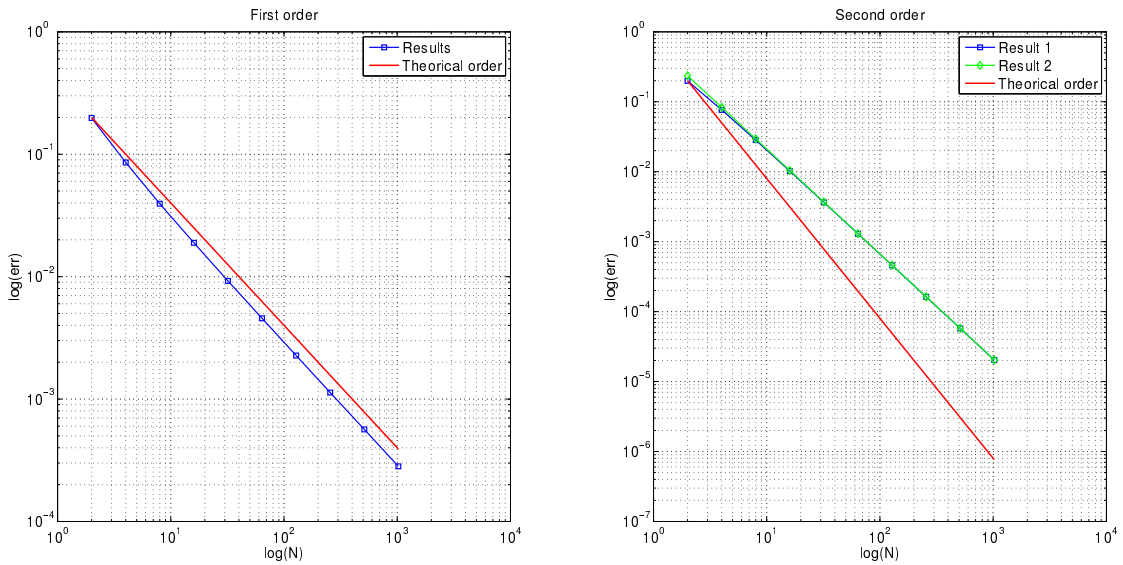 First order
10^0
10^-1
10^-2
10^-3
10^-4
log(err)
10^0
10^1
10^2
10^3
10^4
log(N)
Results
Theorical order
Second order
10^0
10^-1
10^-2
10^-3
10^-4
10^-5
10^-6
10^-7
log(err)
10^0
10^1
10^2
10^3
10^4
log(N)
Result 1
Result 2
Theorical order